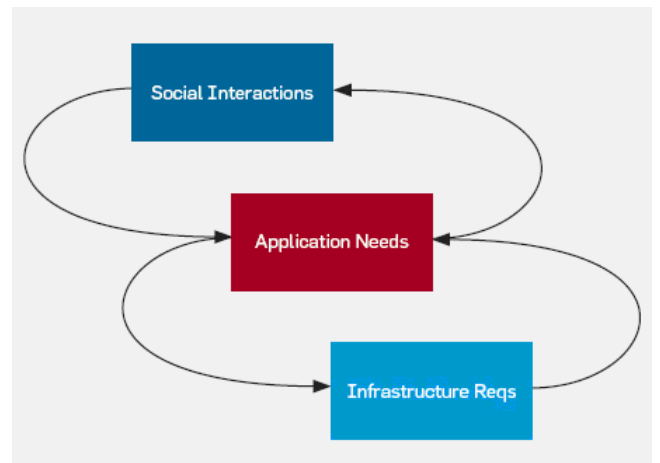 Social Interactions
Application Needs
Infrastructure Reqs